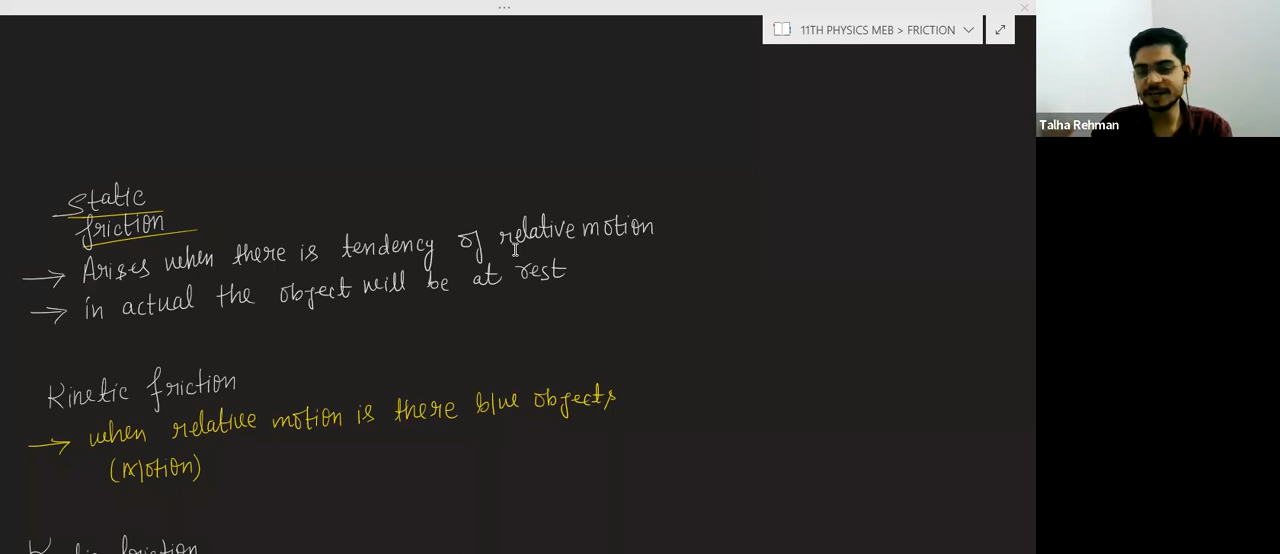 11TH PHYSICS MEB > FRICTION
Talha Rehman
Static
friction
→ Arises when there is tendency of relative motion
→ in actual the object will be at rest
Kinetic friction
→ when relative motion is there b/w objects
(Motion)
friction